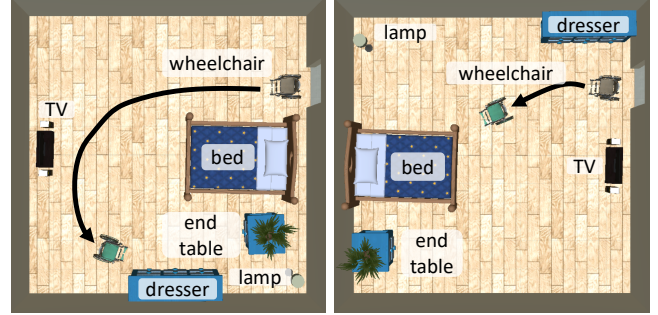 wheelchair
TV
bed
end
table
lamp
dresser
dresser
lamp
wheelchair
TV
bed
end
table